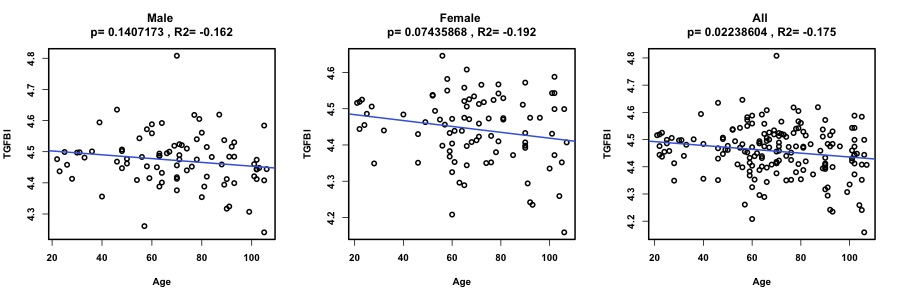 Male
p= 0.1407173 , R2= -0.162
TGFBI
4.8
4.7
4.6
4.5
4.4
4.3
20 40 60 80 100
Age
Female
p= 0.07435868 , R2= -0.192
TGFBI
4.6
4.5
4.4
4.3
4.2
20 40 60 80 100
Age
All
p= 0.02238604 , R2= -0.175
TGFBI
4.8
4.7
4.6
4.5
4.4
4.3
4.2
20 40 60 80 100
Age